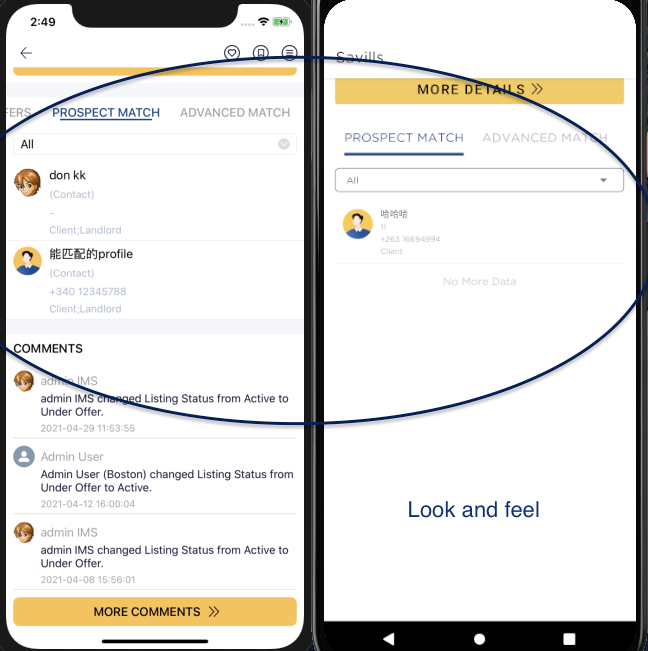 2:49
FERS PROSPECT MATCH ADVANCED MATCH
All
don kk
(Contact)
-
Client;Landlord
能匹配的profile
(Contact)
+340 12345788
Client;Landlord
COMMENTS
admin IMS
admin IMS changed Listing Status from Active to
Under Offer.
2021-04-29 11:53:55
Admin User
Admin User (Boston) changed Listing Status from
Under Offer to Active.
2021-04-12 16:00:04
admin IMS
admin IMS changed Listing Status from Active to
Under Offer.
2021-04-08 15:56:01
MORE COMMENTS
Savills
MORE DETAILS
PROSPECT MATCH ADVANCED MATCH
All
哈哈哈
11
+263 16694994
Client
No More Data
Look and feel